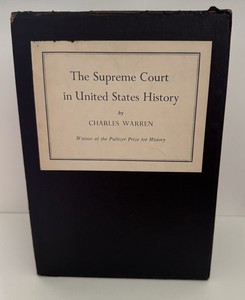 The Supreme Court
in United States History
by
CHARLES WARREN
Winner of the Pulitzer Prize for History